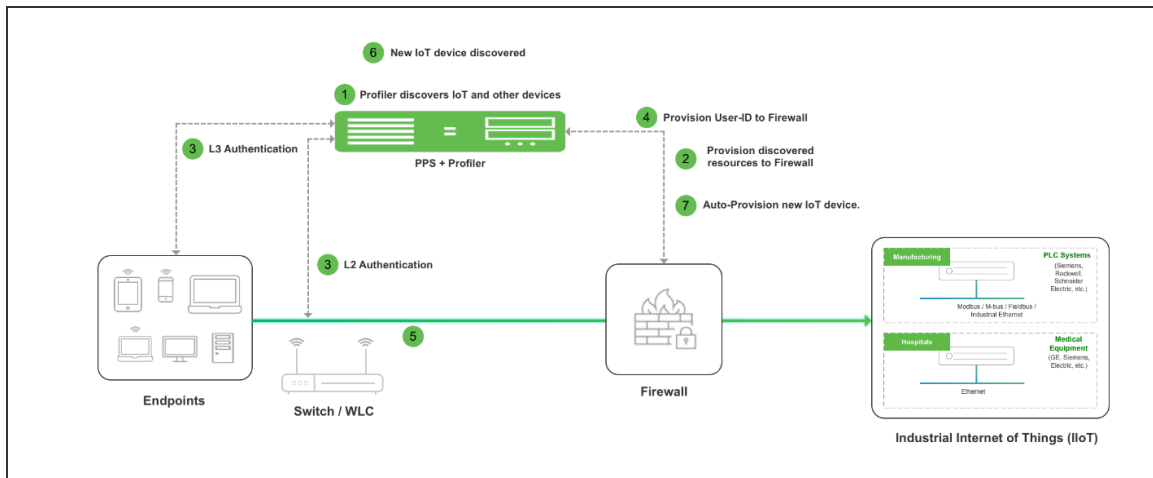 6 New IoT device discovered
1 Profiler discovers IoT and other devices
PPS + Profiler
3 L3 Authentication
4 Provision User-ID to Firewall
2 Provision discovered
resources to Firewall
7 Auto-Provision new IoT device.
3 L2 Authentication
5
Endpoints
Switch / WLC
Firewall
Manufacturing
PLC Systems
(Siemens,
Rockwell,
Schneider
Electric, etc.)
Modbus / M-bus / Fieldbus /
Industrial Ethernet
Hospitals
Medical
Equipment
(GE, Siemens,
Electric, etc.)
Ethernet
Industrial Internet of Things (IIoT)